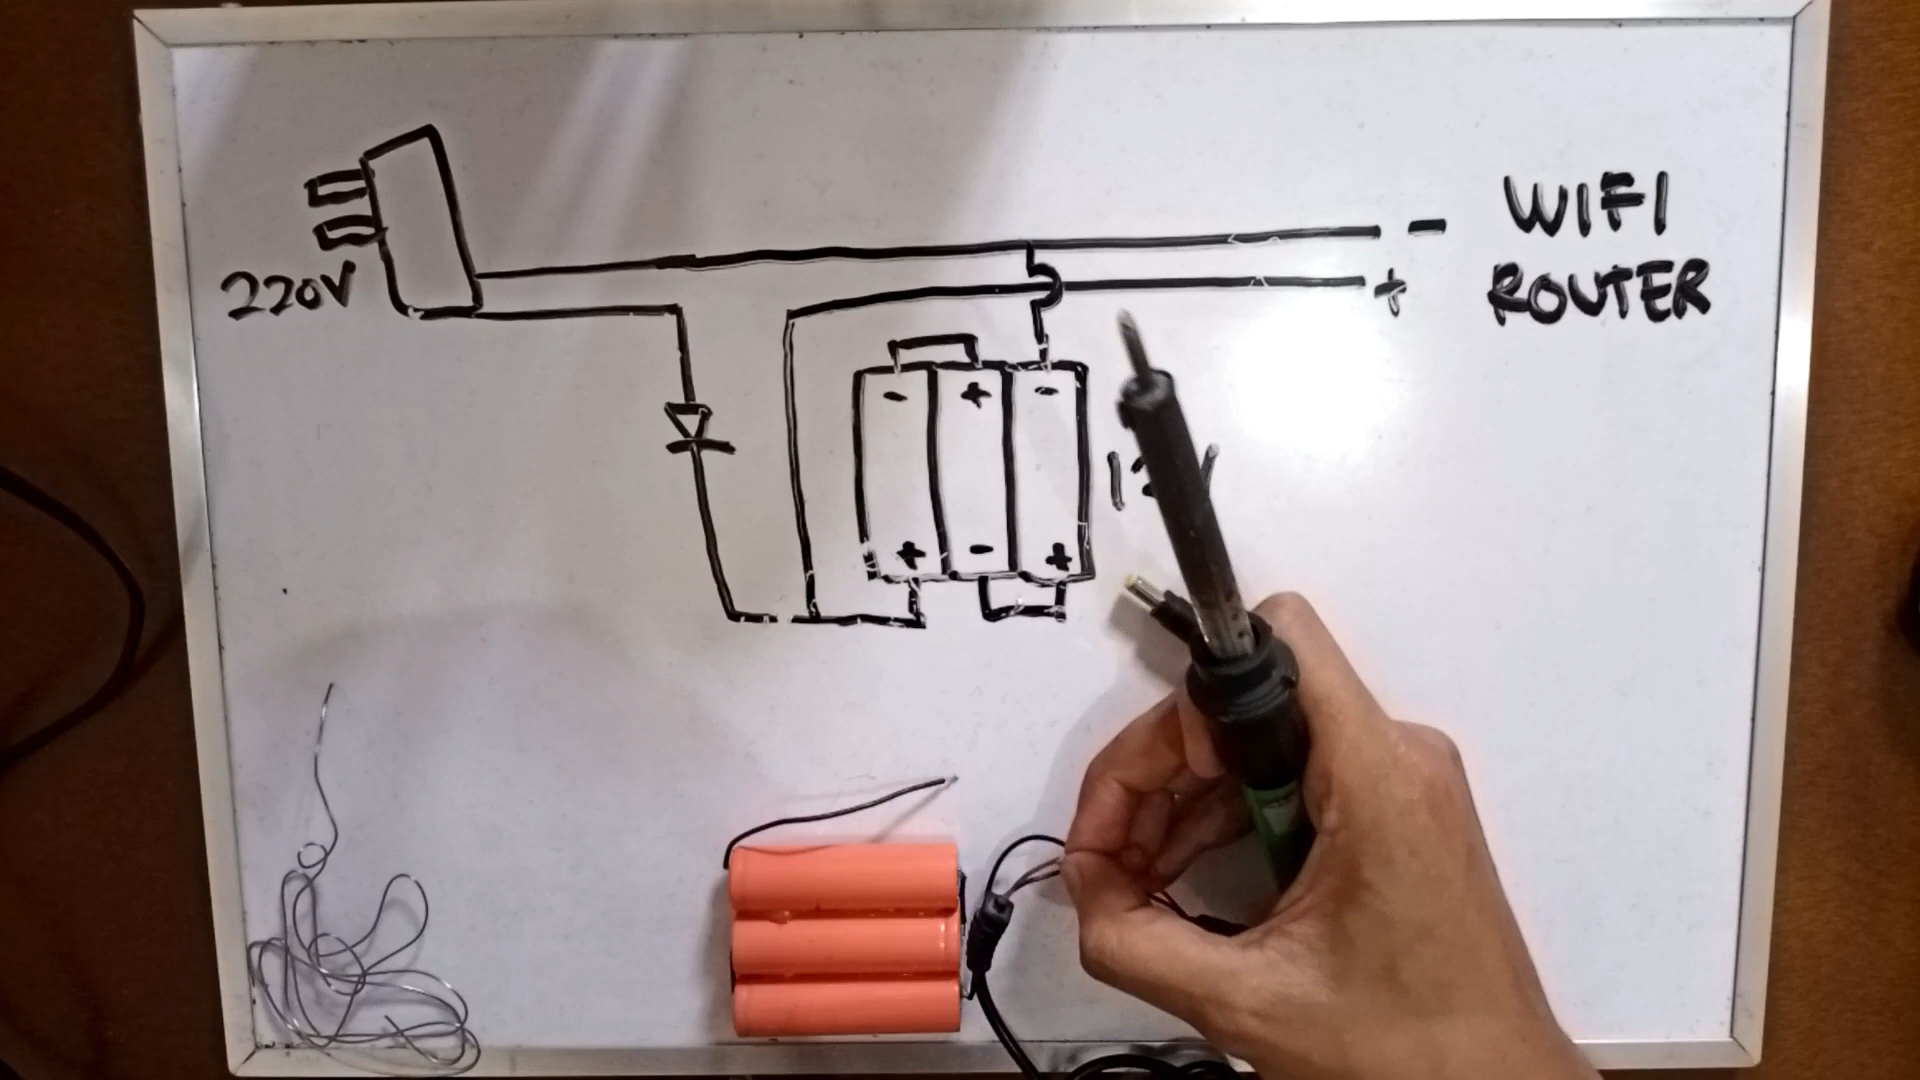 220V
WIFI
ROUTER
-
+
- + -
+ - +